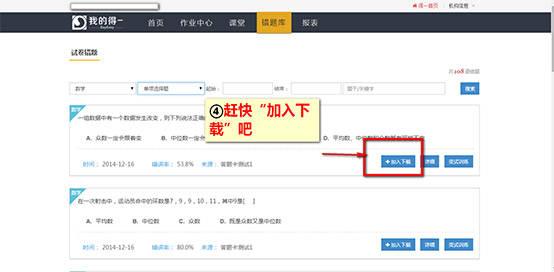 得一首页 机构信息
我的得一
DayEasy
首页 作业中心 课堂 错题库 报表
试卷错题
共108道错题
数学 单项选择题 起始： 结束： 题干/关键字 搜索
数学
一组数据中有一个数据发生改变，则下列说法正确
A、众数一定会跟着变 B、中位数一定会 D、平均数、中位数和众数都有可能不变
时间：2014-12-16 错误率：53.8% 来源：答题卡测试1 +加入下载 详细 变式训练
④赶快“加入下
载”吧
数学
在一次射击中，运动员命中的环数是7，9，9，10，11，其中9是[ ]
A、平均数 B、中位数 C、众数 D、既是众数又是中位数
时间：2014-12-16 错误率：80.0% 来源：答题卡测试1 +加入下载 详细 变式训练